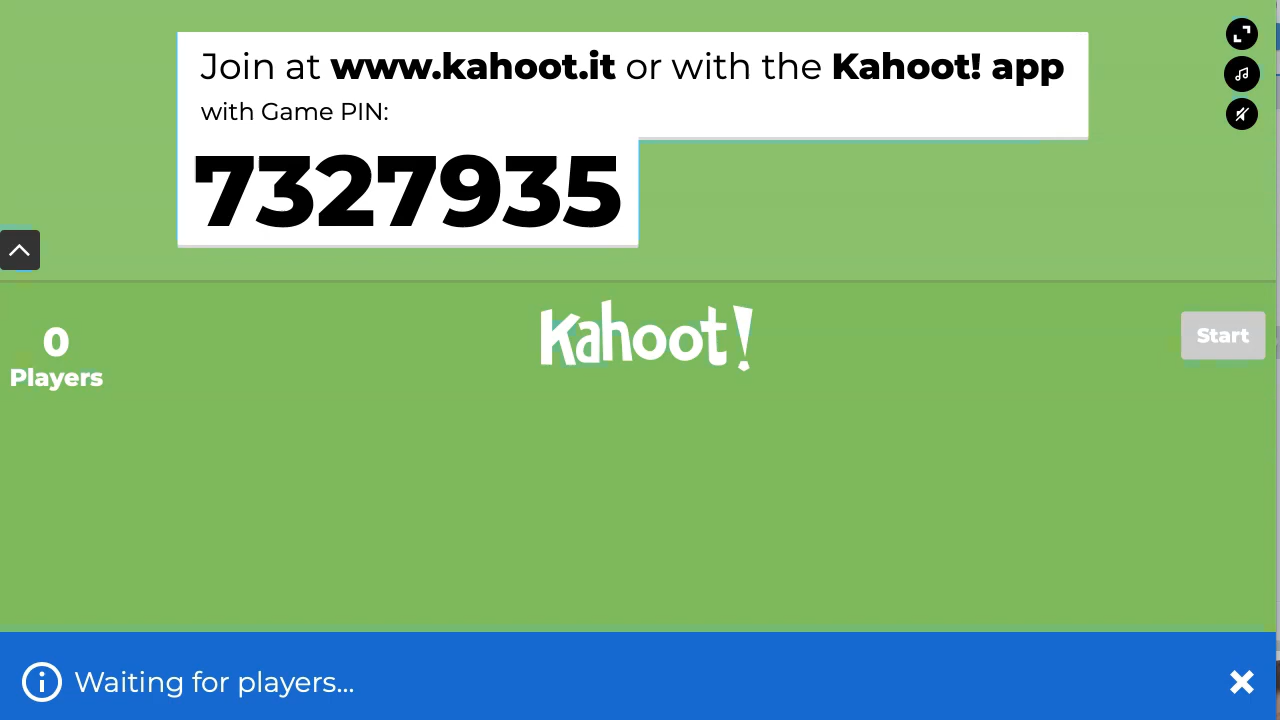 Join at www.kahoot.it or with the Kahoot! app
with Game PIN:
7327935
0
Players
Kahoot!
Start
Waiting for players...